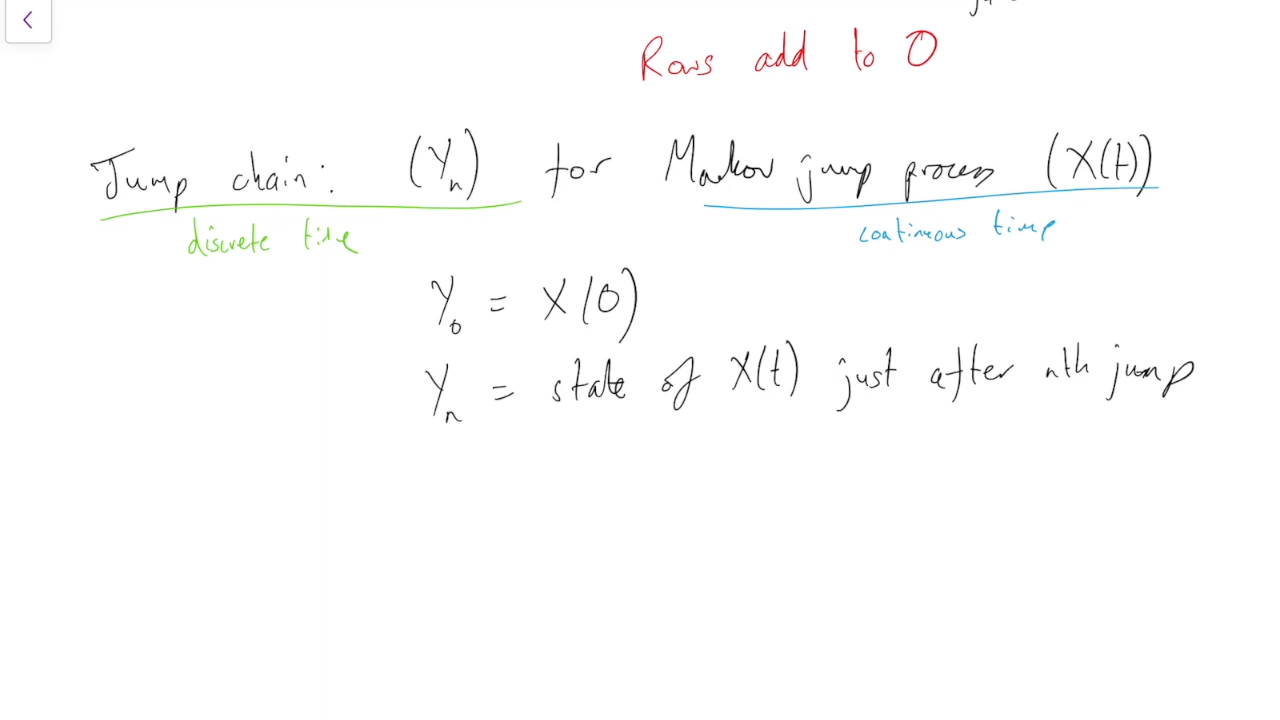 Rows add to 0
Jump chain: (Yₙ) for Markov jump process (X(t))
discrete time
continuous time
Y₀ = X(0)
Yₙ = state of X(t) just after nth jump